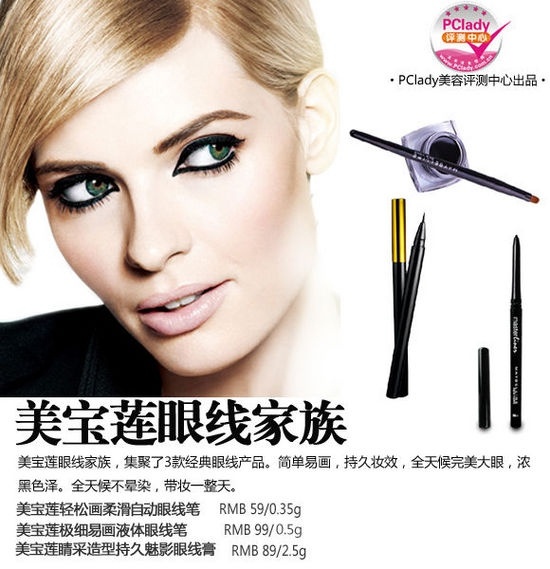 PClady
评测中心
www.PClady.com.cn
·PClady美容评测中心出品·
MAYBELLINE
masterliner
美宝莲眼线家族
美宝莲眼线家族，集聚了3款经典眼线产品。简单易画，持久妆效，全天候完美大眼，浓
黑色泽。全天候不晕染，带妆一整天。
美宝莲轻松画柔滑自动眼线笔 RMB 59/0.35g
美宝莲极细易画液体眼线笔 RMB 99/0.5g
美宝莲睛采造型持久魅影眼线膏 RMB 89/2.5g